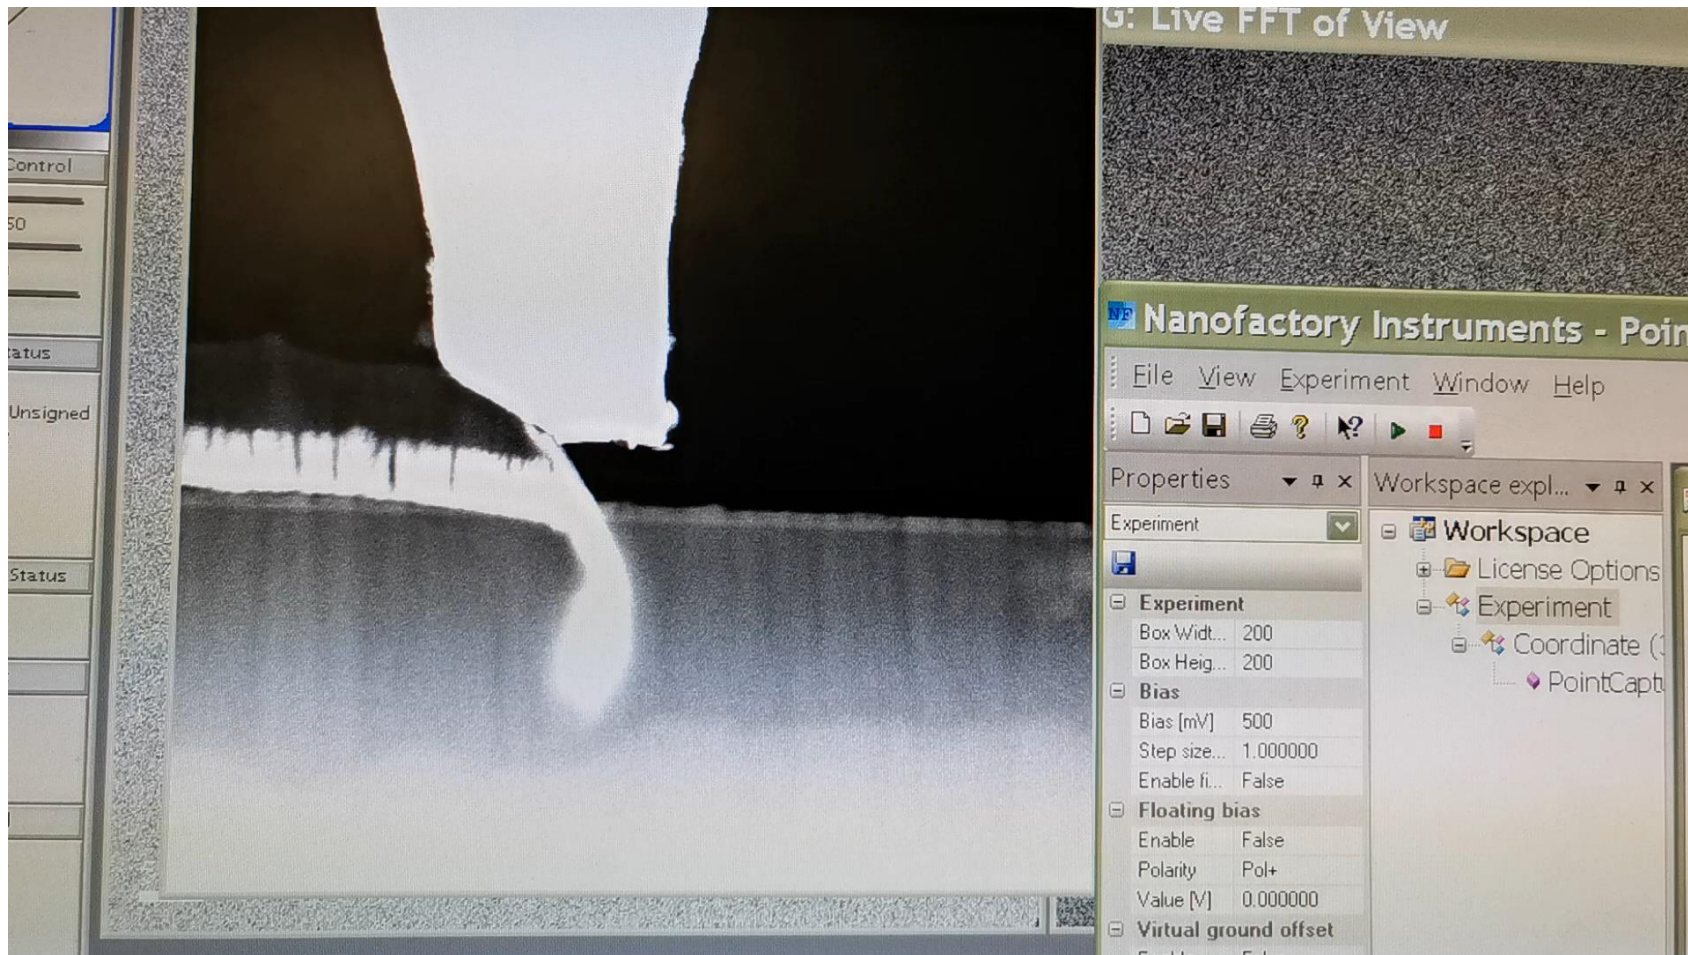 G: Live FFT of View
Control
50
Status
Unsigned
Status
Nanofactory Instruments - Poin
File View Experiment Window Help
Properties
Workspace expl...
Experiment
Workspace
License Options
Experiment
Coordinate (
PointCaptu
Experiment
Box Widt... 200
Box Heig... 200
Bias
Bias [mV] 500
Step size... 1.000000
Enable fi... False
Floating bias
Enable False
Polarity Pol+
Value [V] 0.000000
Virtual ground offset